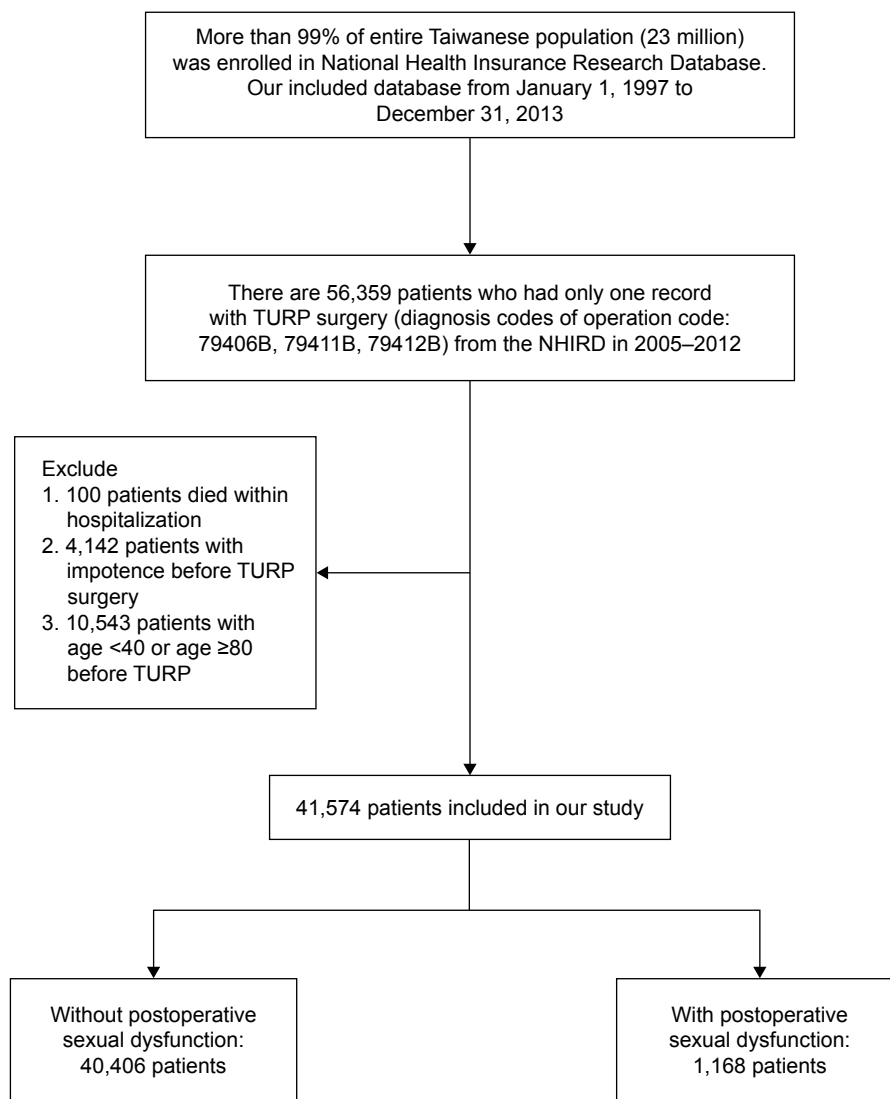 More than 99% of entire Taiwanese population (23 million)
was enrolled in National Health Insurance Research Database.
Our included database from January 1, 1997 to
December 31, 2013
There are 56,359 patients who had only one record
with TURP surgery (diagnosis codes of operation code:
79406B, 79411B, 79412B) from the NHIRD in 2005–2012
Exclude
1. 100 patients died within
hospitalization
2. 4,142 patients with
impotence before TURP
surgery
3. 10,543 patients with
age <40 or age ≥80
before TURP
41,574 patients included in our study
Without postoperative
sexual dysfunction:
40,406 patients
With postoperative
sexual dysfunction:
1,168 patients